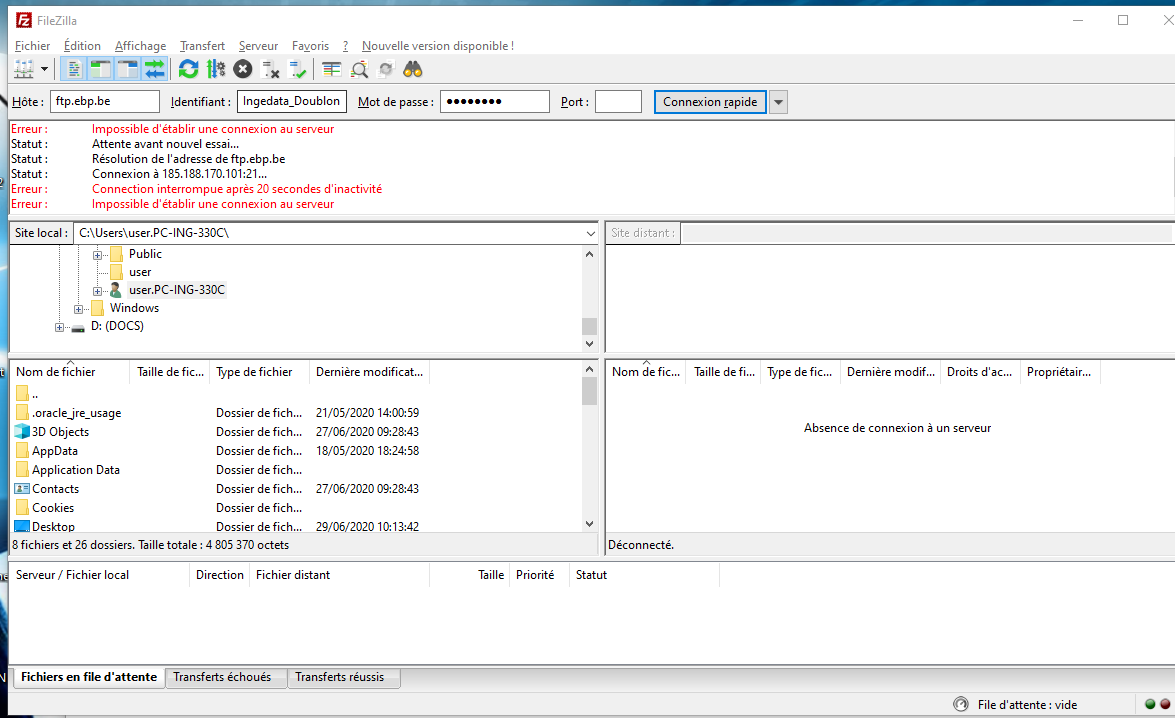 FileZilla
Fichier Édition Affichage Transfert Serveur Favoris ? Nouvelle version disponible !
Hôte : ftp.ebp.be Identifiant : Ingedata_Doublon Mot de passe : ●●●●●●●● Port : Connexion rapide
Erreur : Impossible d'établir une connexion au serveur
Statut : Attente avant nouvel essai...
Statut : Résolution de l'adresse de ftp.ebp.be
Statut : Connexion à 185.188.170.101:21...
Erreur : Connection interrompue après 20 secondes d'inactivité
Erreur : Impossible d'établir une connexion au serveur
Site local : C:\Users\user.PC-ING-330C\
Site distant :
Public
user
user.PC-ING-330C
Windows
D: (DOCS)
Nom de fichier Taille de fic... Type de fichier Dernière modificat...
..
.oracle_jre_usage Dossier de fich... 21/05/2020 14:00:59
3D Objects Dossier de fich... 27/06/2020 09:28:43
AppData Dossier de fich... 18/05/2020 18:24:58
Application Data Dossier de fich...
Contacts Dossier de fich... 27/06/2020 09:28:43
Cookies Dossier de fich...
Desktop Dossier de fich... 29/06/2020 10:13:42
8 fichiers et 26 dossiers. Taille totale : 4 805 370 octets
Nom de fic... Taille de fi... Type de fic... Dernière modif... Droits d'ac... Propriétair...
Absence de connexion à un serveur
Déconnecté.
Serveur / Fichier local Direction Fichier distant Taille Priorité Statut
Fichiers en file d'attente Transferts échoués Transferts réussis
File d'attente : vide